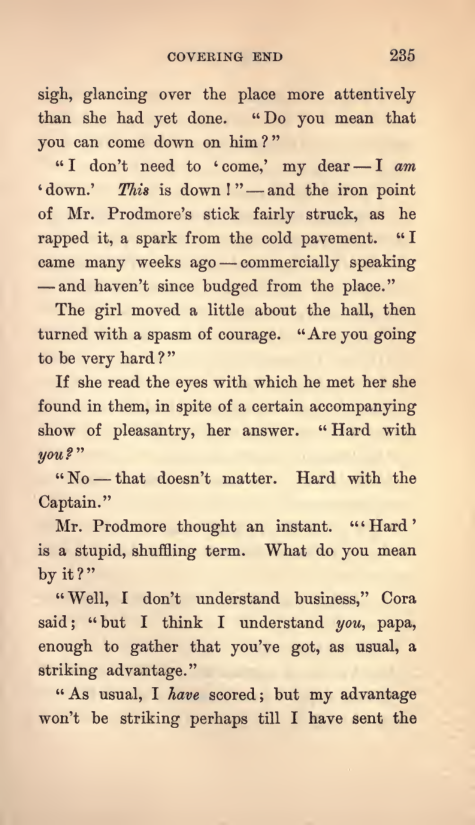 COVERING END 235
sigh, glancing over the place more attentively
than she had yet done. “Do you mean that
you can come down on him?”
“I don’t need to ‘come,’ my dear — I am
‘down.’ This is down!” — and the iron point
of Mr. Prodmore’s stick fairly struck, as he
rapped it, a spark from the cold pavement. “I
came many weeks ago — commercially speaking
— and haven’t since budged from the place.”
The girl moved a little about the hall, then
turned with a spasm of courage. “Are you going
to be very hard?”
If she read the eyes with which he met her she
found in them, in spite of a certain accompanying
show of pleasantry, her answer. “Hard with
you?”
“No — that doesn’t matter. Hard with the
Captain.”
Mr. Prodmore thought an instant. “‘Hard’
is a stupid, shuffling term. What do you mean
by it?”
“Well, I don’t understand business,” Cora
said; “but I think I understand you, papa,
enough to gather that you’ve got, as usual, a
striking advantage.”
“As usual, I have scored; but my advantage
won’t be striking perhaps till I have sent the